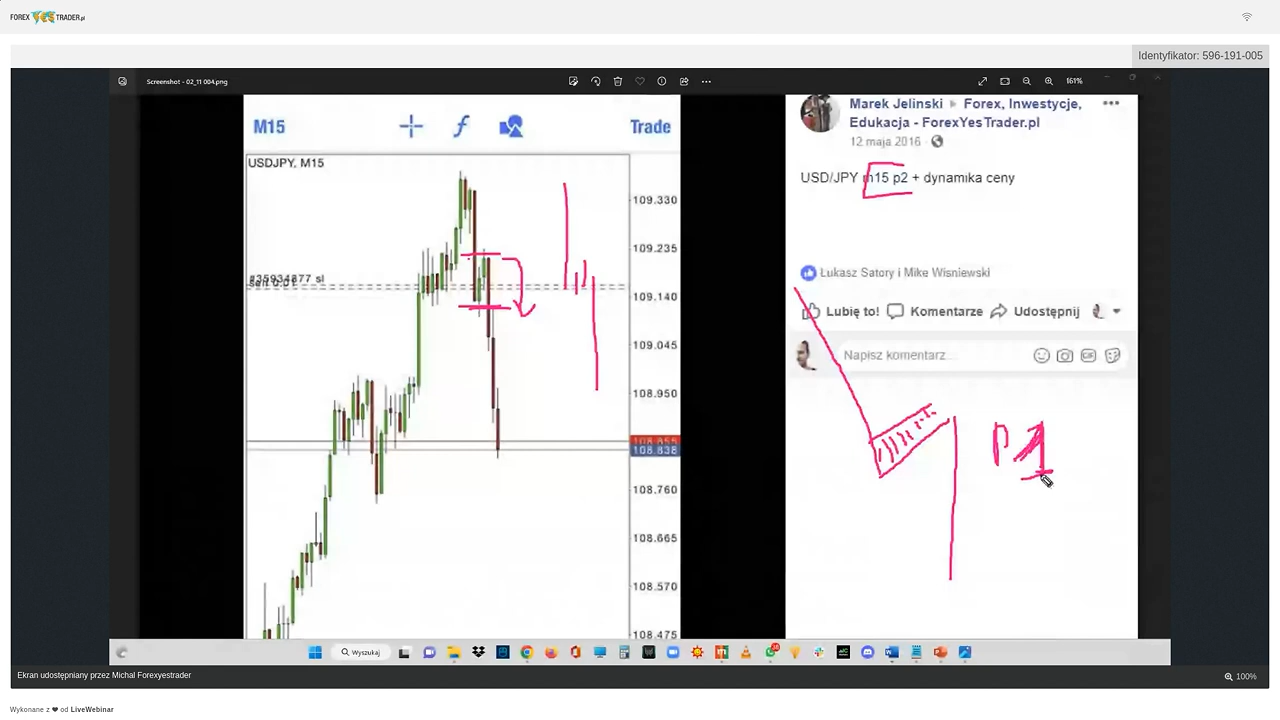 FOREX YES TRADER.pl
Identyfikator: 596-191-005
Screenshot - 02_11 004.png
161%
M15
Trade
USDJPY, M15
#35934877 sl
sell 0.01
109.330
109.235
109.140
109.045
108.950
108.855
108.838
108.760
108.665
108.570
108.475
Marek Jelinski ▸ Forex, Inwestycje,
Edukacja - ForexYesTrader.pl
12 maja 2016
USD/JPY m15 p2 + dynamika ceny
Lukasz Satory i Mike Wisniewski
Lubię to! Komentarze Udostępnij
Napisz komentarz...
GIF
P1
Wyszukaj
Ekran udostępniany przez Michal Forexyestrader
100%
Wykonane z ❤ od LiveWebinar